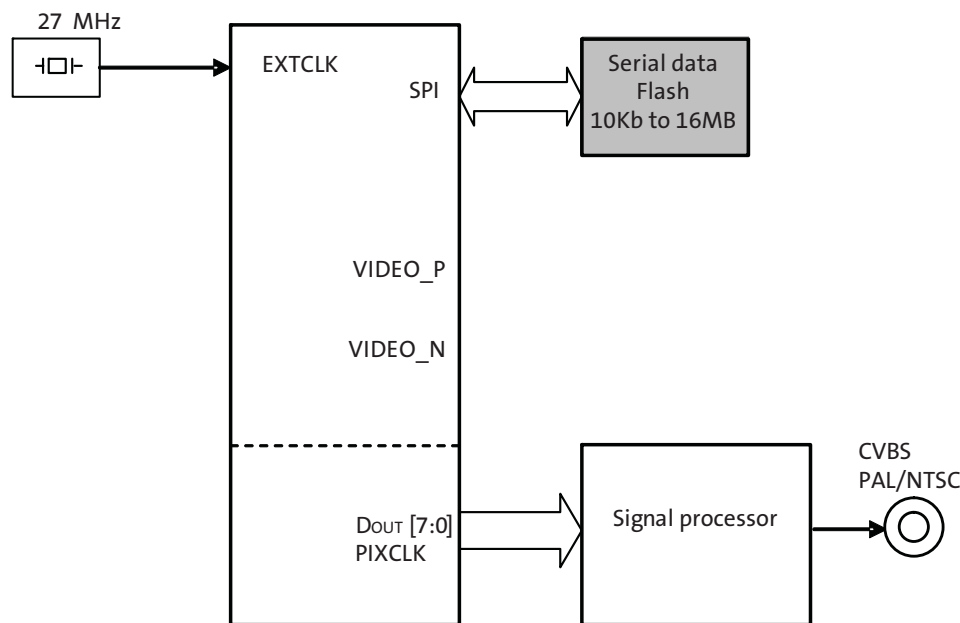 27 MHz
EXTCLK
SPI
Serial data
Flash
10Kb to 16MB
VIDEO_P
VIDEO_N
DOUT [7:0]
PIXCLK
Signal processor
CVBS
PAL/NTSC